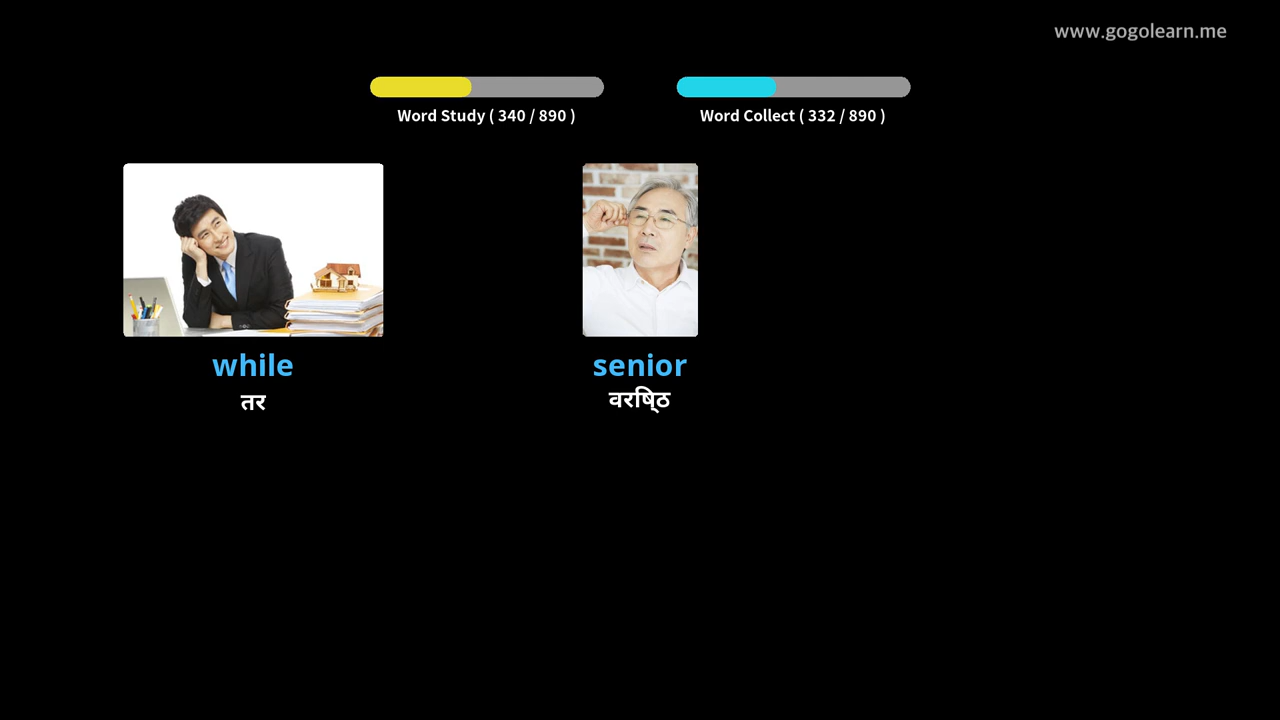 www.gogolearn.me
Word Study ( 340 / 890 )
Word Collect ( 332 / 890 )
while
तर
senior
वरिष्ठ